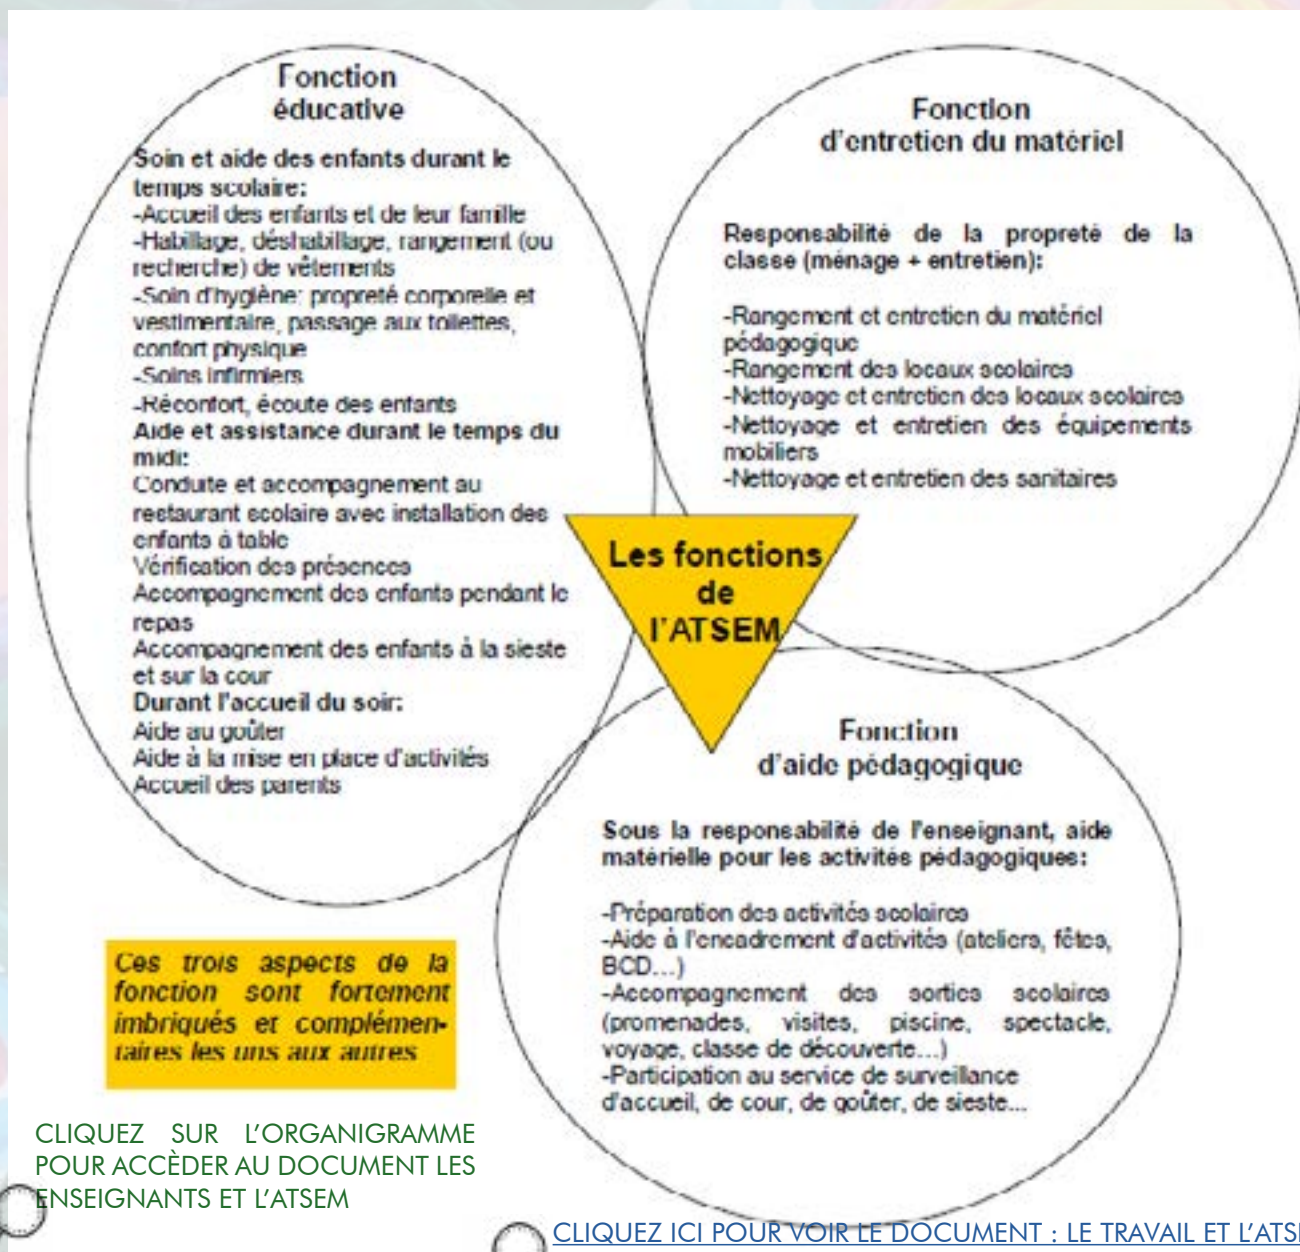 Fonction
éducative
Soin et aide des enfants durant le
temps scolaire:
-Accueil des enfants et de leur famille
-Habillage, déshabillage, rangement (ou
recherche) de vêtements
-Soin d'hygiène: propreté corporelle et
vestimentaire, passage aux toilettes,
confort physique
-Soins infirmiers
-Réconfort, écoute des enfants
Aide et assistance durant le temps du
midi:
Conduite et accompagnement au
restaurant scolaire avec installation des
enfants à table
Vérification des présences
Accompagnement des enfants pendant le
repas
Accompagnement des enfants à la sieste
et sur la cour
Durant l'accueil du soir:
Aide au goûter
Aide à la mise en place d'activités
Accueil des parents
Fonction
d'entretien du matériel
Responsabilité de la propreté de la
classe (ménage + entretien):
-Rangement et entretien du matériel
pédagogique
-Rangement des locaux scolaires
-Nettoyage et entretien des locaux scolaires
-Nettoyage et entretien des équipements
mobiliers
-Nettoyage et entretien des sanitaires
Les fonctions
de
l'ATSEM
Fonction
d'aide pédagogique
Sous la responsabilité de l'enseignant, aide
matérielle pour les activités pédagogiques:
-Préparation des activités scolaires
-Aide à l'encadrement d'activités (ateliers, fêtes,
BCD...)
-Accompagnement des sorties scolaires
(promenades, visites, piscine, spectacle,
voyage, classe de découverte...)
-Participation au service de surveillance
d'accueil, de cour, de goûter, de sieste...
Ces trois aspects de la
fonction sont fortement
imbriqués et complémen-
taires les uns aux autres
CLIQUEZ SUR L'ORGANIGRAMME
POUR ACCÈDER AU DOCUMENT LES
ENSEIGNANTS ET L'ATSEM
CLIQUEZ ICI POUR VOIR LE DOCUMENT : LE TRAVAIL ET L'ATS